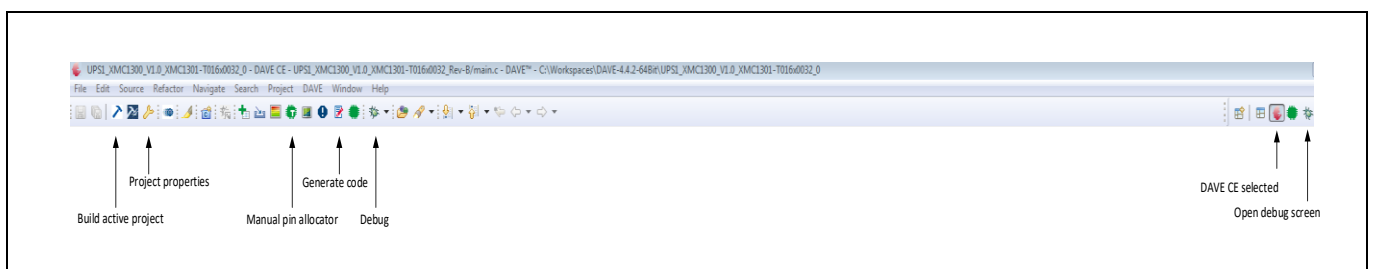 UPS1_XMC1300_V1.0_XMC1301-T016x0032_0 - DAVE CE - UPS1_XMC1300_V1.0_XMC1301-T016x0032_Rev-B/main.c - DAVE™ - C:\Workspaces\DAVE-4.4.2-64Bit\UPS1_XMC1300_V1.0_XMC1301-T016x0032_0
File Edit Source Refactor Navigate Search Project DAVE Window Help
Project properties Generate code DAVE CE selected
Build active project Manual pin allocator Debug Open debug screen